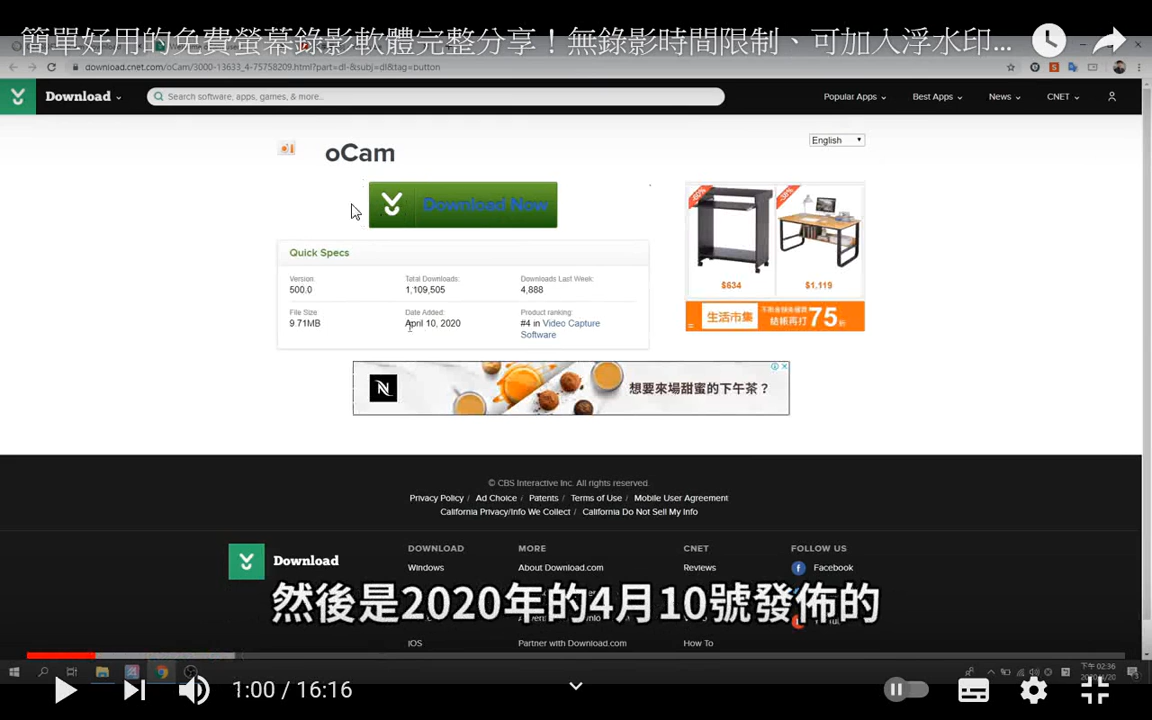 簡單好用的免費螢幕錄影軟體完整分享！無錄影時間限制、可加入浮水印...
download.cnet.com/oCam/3000-13633_4-75758209.html?part=dl-&subj=dl&tag=button
Download
Search software, apps, games, & more..
Popular Apps
Best Apps
News
CNET
oCam
English
Download Now
Quick Specs
Version
500.0
Total Downloads:
1,109,505
Downloads Last Week:
4,888
File Size
9.71MB
Date Added:
April 10, 2020
Product ranking:
#4 in Video Capture
Software
$634
$1,119
生活市集
結帳再打75折
想要來場甜蜜的下午茶？
© CBS Interactive Inc. All rights reserved.
Privacy Policy / Ad Choice / Patents / Terms of Use / Mobile User Agreement
California Privacy/Info We Collect / California Do Not Sell My Info
Download
DOWNLOAD
MORE
CNET
FOLLOW US
Windows
About Download.com
Reviews
Facebook
然後是2020年的4月10號發佈的
iOS
Partner with Download.com
How To
下午 02:36
1:00 / 16:16